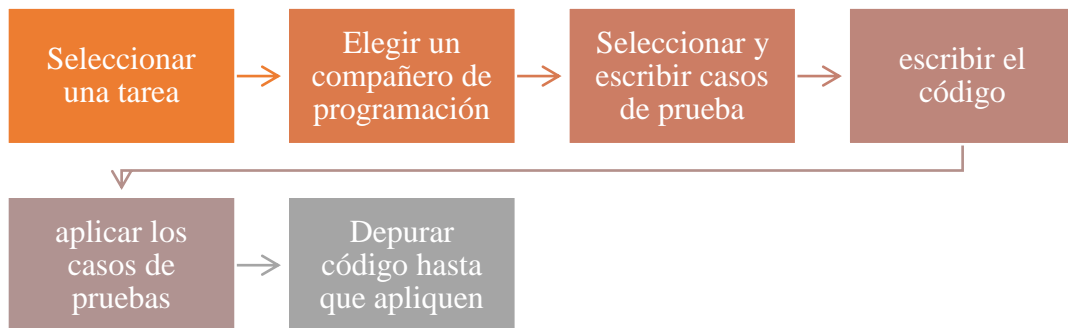 Seleccionar
una tarea
Elegir un
compañero de
programación
Seleccionar y
escribir casos
de prueba
escribir el
código
aplicar los
casos de
pruebas
Depurar
código hasta
que apliquen